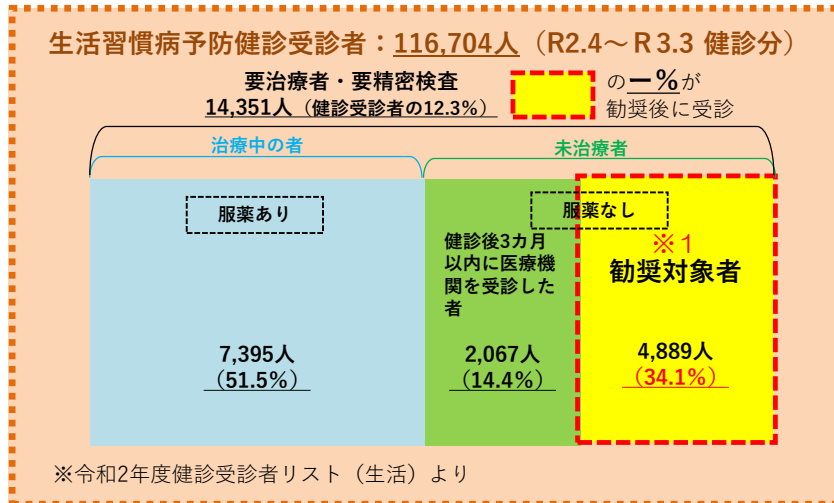 生活習慣病予防健診受診者：116,704人（R2.4～Ｒ3.3 健診分）
要治療者・要精密検査
14,351人（健診受診者の12.3%）
のー%が
勧奨後に受診
治療中の者
未治療者
服薬あり
服薬なし
健診後3カ月
以内に医療機
関を受診した
者
※１
勧奨対象者
7,395人
（51.5%）
2,067人
（14.4%）
4,889人
（34.1%）
※令和2年度健診受診者リスト（生活）より